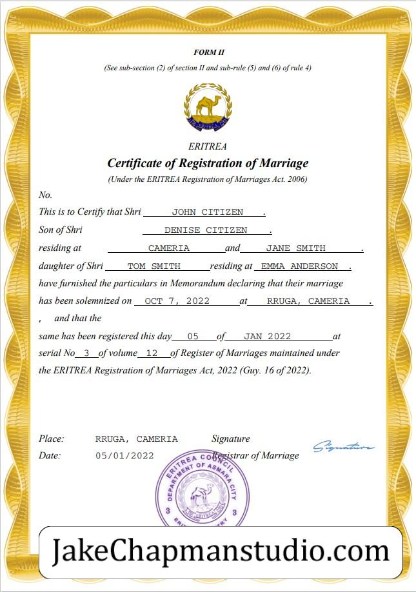 FORM II
(See sub-section (2) of section II and sub-rule (5) and (6) of rule 4)
ERITREA
Certificate of Registration of Marriage
(Under the ERITREA Registration of Marriages Act. 2006)
No.
This is to Certify that Shri JOHN CITIZEN .
Son of Shri DENISE CITIZEN .
residing at CAMERIA and JANE SMITH .
daughter of Shri TOM SMITH residing at EMMA ANDERSON .
have furnished the particulars in Memorandum declaring that their marriage
has been solemnized on OCT 7, 2022 at RRUGA, CAMERIA .
, and that the
same has been registered this day 05 of JAN 2022 at
serial No 3 of volume 12 of Register of Marriages maintained under
the ERITREA Registration of Marriages Act, 2022 (Guy. 16 of 2022).
Place: RRUGA, CAMERIA Signature
Signature
Date: 05/01/2022 Registrar of Marriage
ERITREA COUNCIL
DEPARTMENT OF ASMARA CITY
3 3
JakeChapmanstudio.com